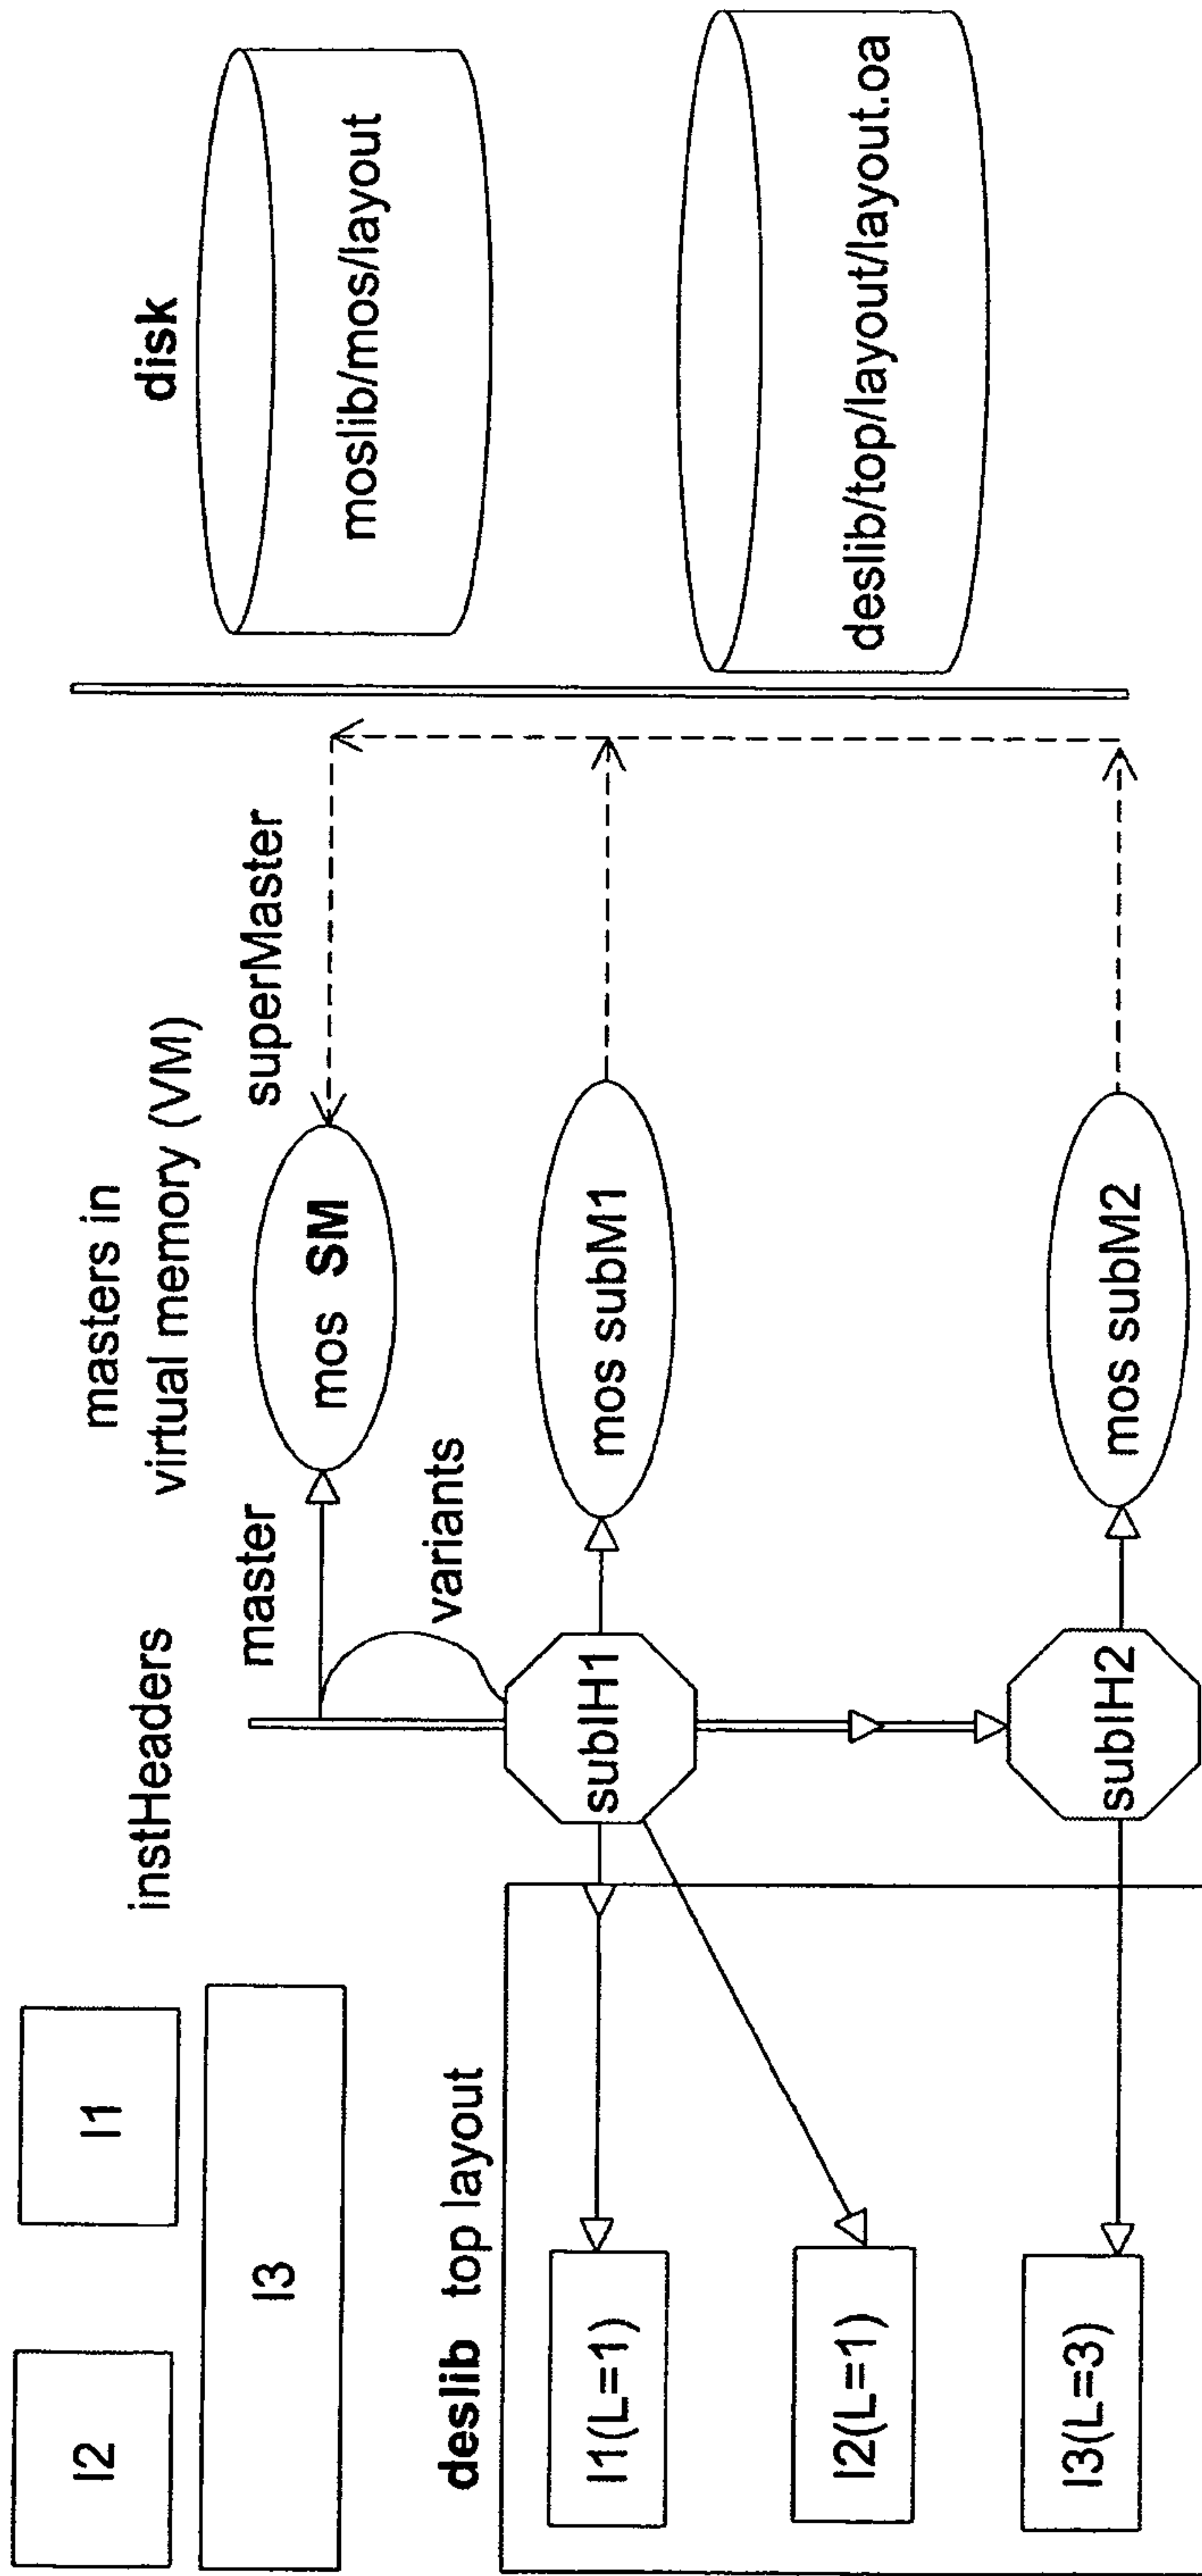 I2
I1
I3
instHeaders
masters in
virtual memory (VM)
disk
master
superMaster
mos SM
moslib/mos/layout
variants
deslib top layout
I1(L=1)
subIH1
mos subM1
I2(L=1)
deslib/top/layout/layout.oa
I3(L=3)
subIH2
mos subM2